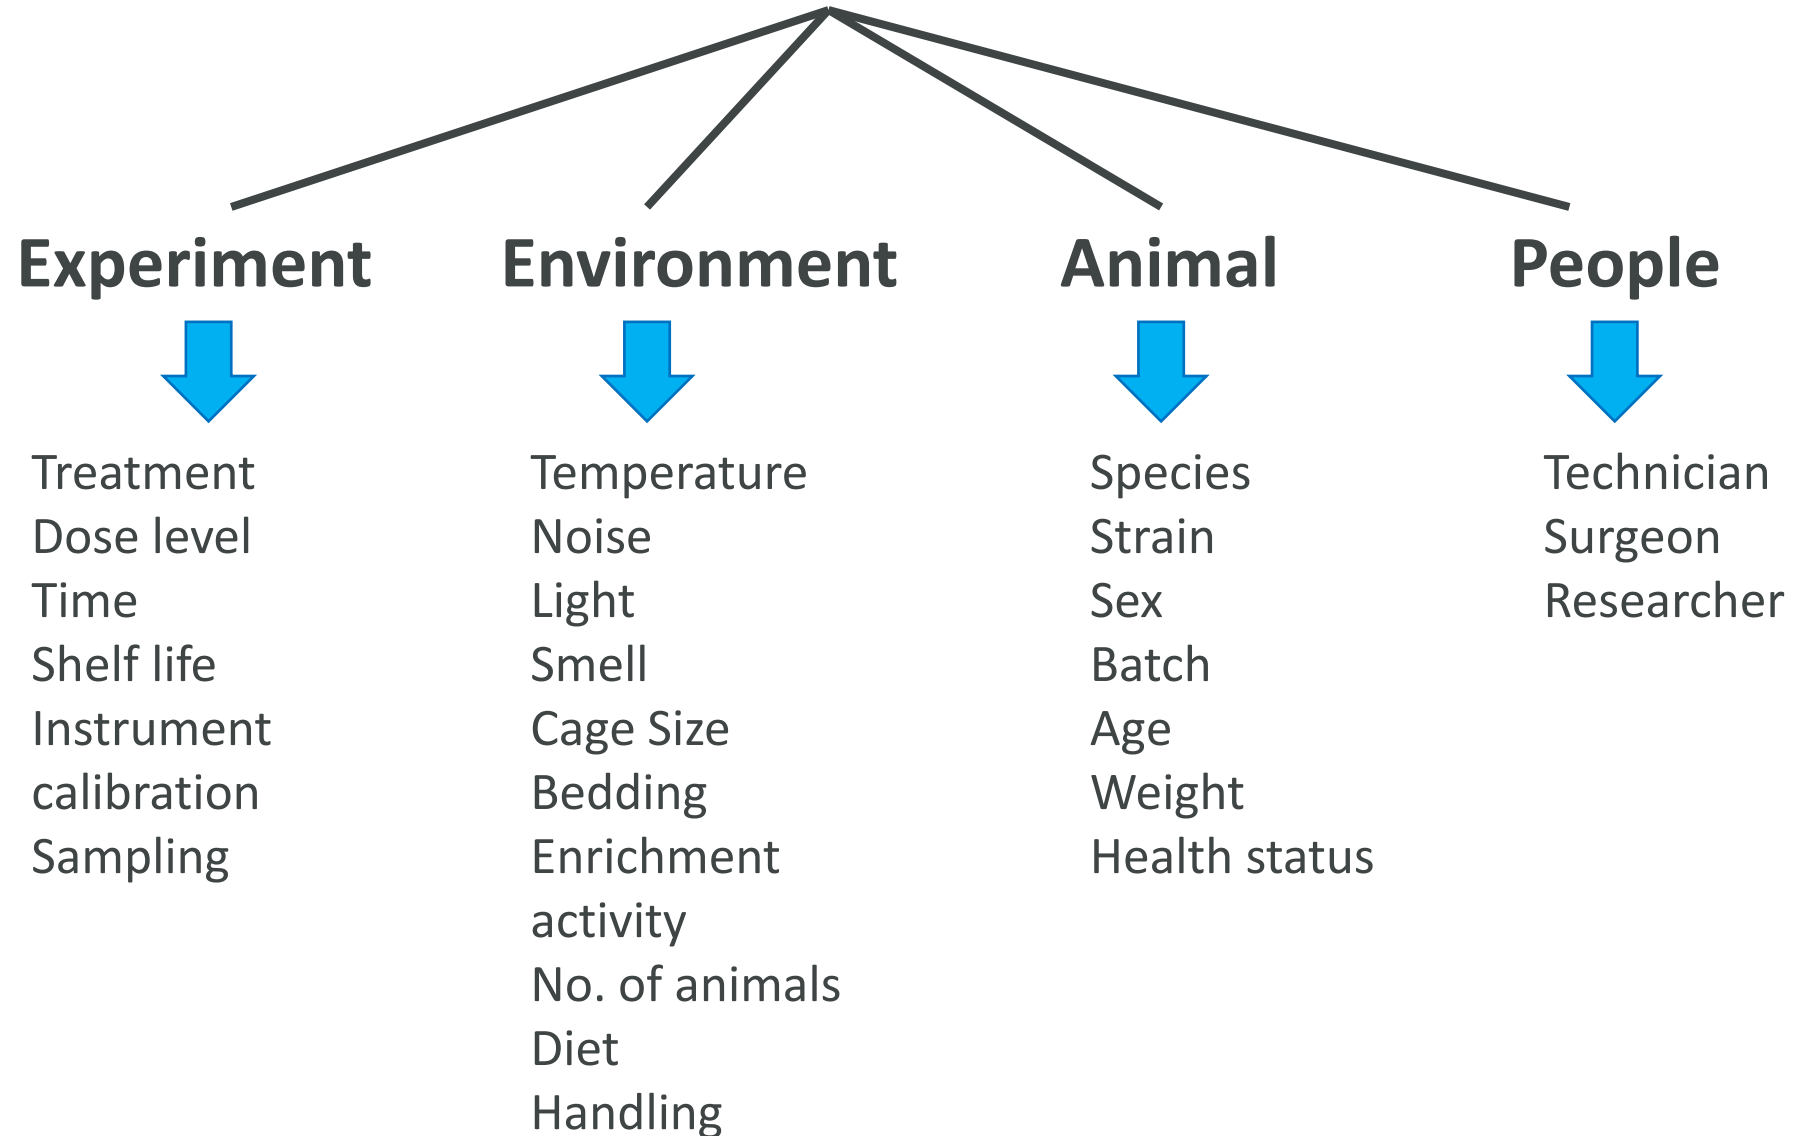 Experiment
Environment
Animal
People
Treatment
Dose level
Time
Shelf life
Instrument
calibration
Sampling
Temperature
Noise
Light
Smell
Cage Size
Bedding
Enrichment
activity
No. of animals
Diet
Handling
Species
Strain
Sex
Batch
Age
Weight
Health status
Technician
Surgeon
Researcher